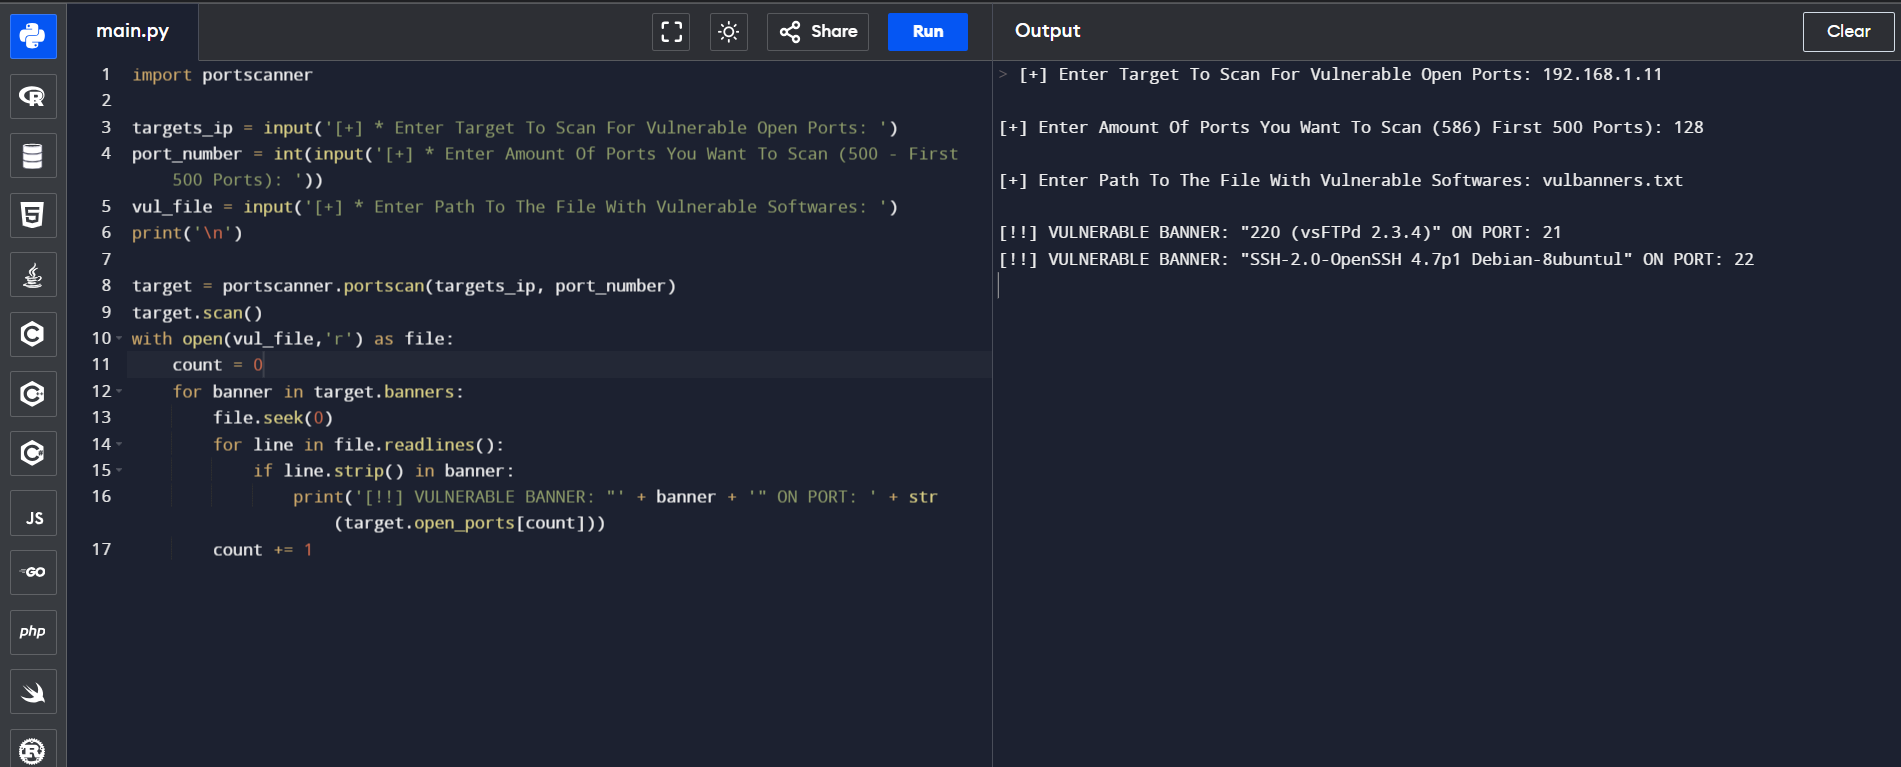 main.py
Share
Run
Output
Clear
1 import portscanner
2
3 targets_ip = input('[+] * Enter Target To Scan For Vulnerable Open Ports: ')
4 port_number = int(input('[+] * Enter Amount Of Ports You Want To Scan (500 - First
500 Ports): '))
5 vul_file = input('[+] * Enter Path To The File With Vulnerable Softwares: ')
6 print('\n')
7
8 target = portscanner.portscan(targets_ip, port_number)
9 target.scan()
10 with open(vul_file,'r') as file:
11 count = 0
12 for banner in target.banners:
13 file.seek(0)
14 for line in file.readlines():
15 if line.strip() in banner:
16 print('[!!] VULNERABLE BANNER: "' + banner + '" ON PORT: ' + str
(target.open_ports[count]))
17 count += 1
> [+] Enter Target To Scan For Vulnerable Open Ports: 192.168.1.11
[+] Enter Amount Of Ports You Want To Scan (586) First 500 Ports): 128
[+] Enter Path To The File With Vulnerable Softwares: vulbanners.txt
[!!] VULNERABLE BANNER: "220 (vsFTPd 2.3.4)" ON PORT: 21
[!!] VULNERABLE BANNER: "SSH-2.0-OpenSSH 4.7p1 Debian-8ubuntul" ON PORT: 22
R
5
C
C
C
JS
GO
php
R